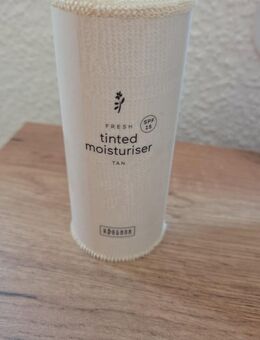 FRESH
tinted
SPF
15
moisturiser
TAN